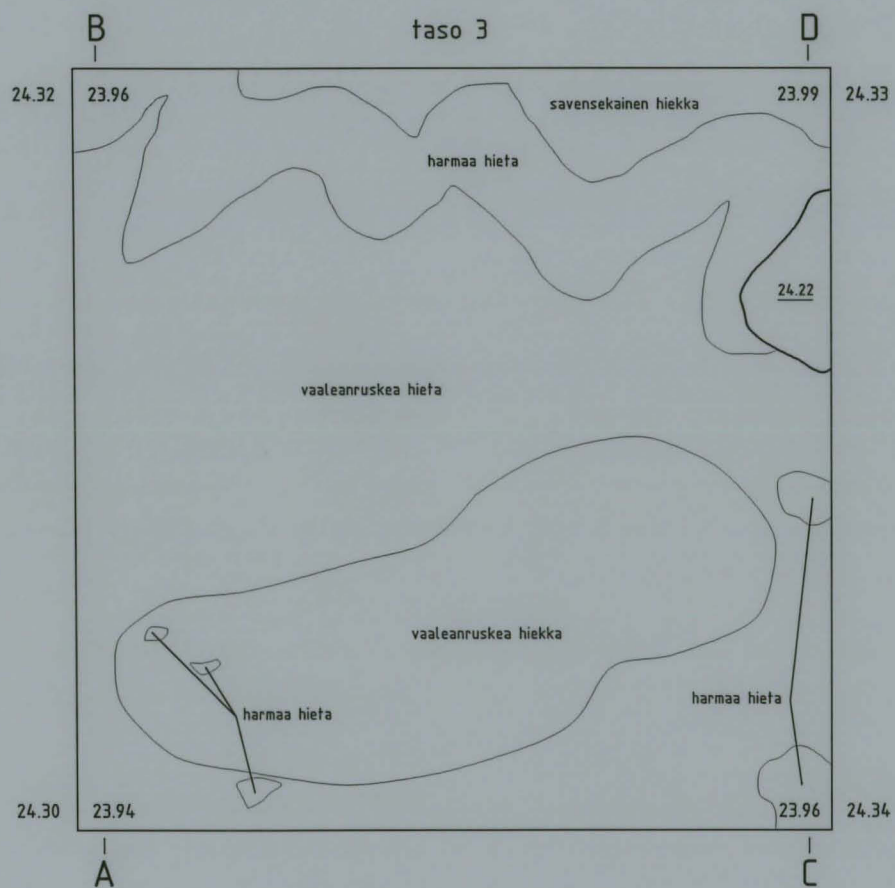 B taso 3 D
24.32 23.96 savensekainen hiekka 23.99 24.33
harmaa hieta
24.22
vaaleanruskea hieta
vaaleanruskea hiekka
harmaa hieta harmaa hieta
24.30 23.94 23.96 24.34
A C